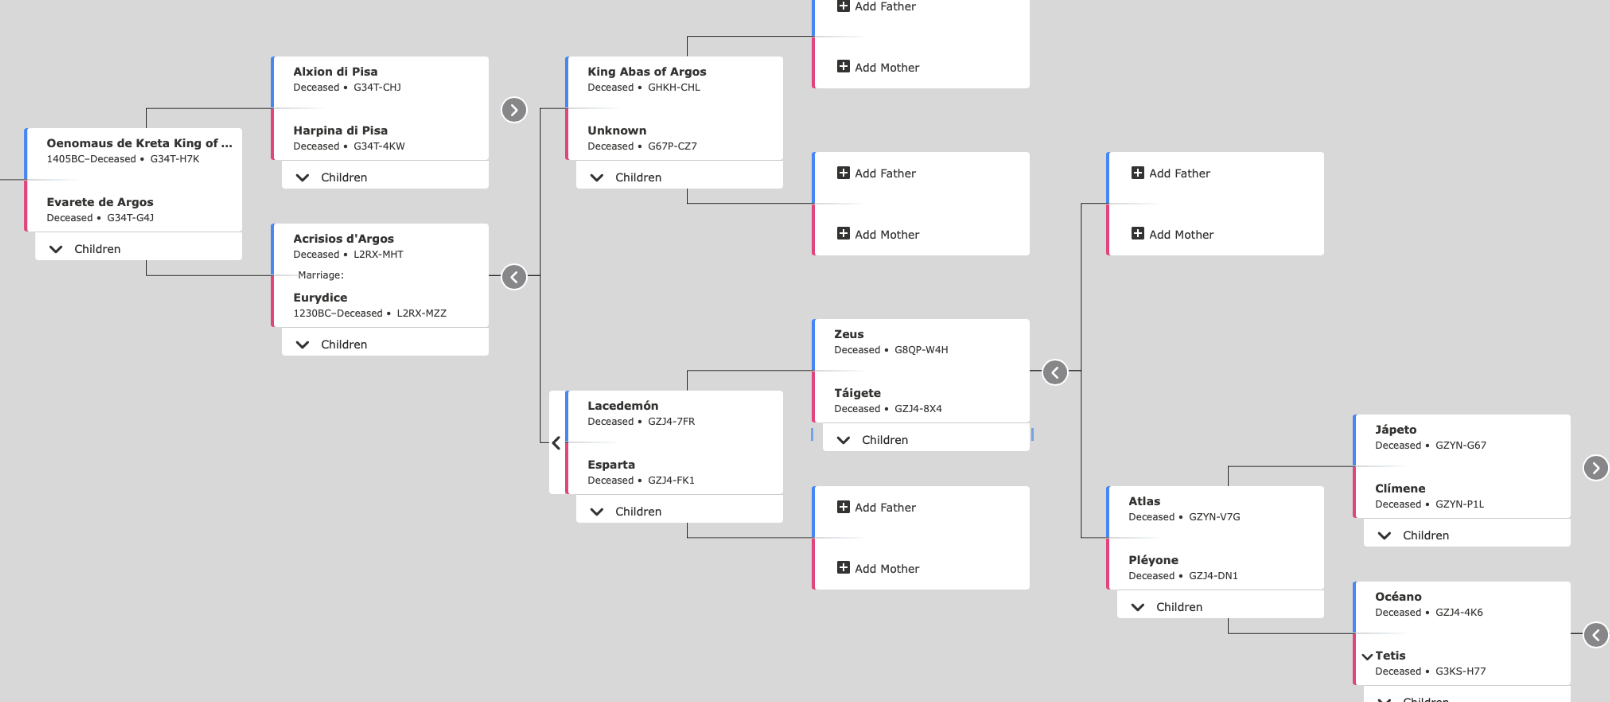 Oenomaus de Kreta King of ...
1405BC–Deceased • G34T-H7K
Evarete de Argos
Deceased • G34T-G4J
Children
Alxion di Pisa
Deceased • G34T-CHJ
Harpina di Pisa
Deceased • G34T-4KW
Children
Acrisios d'Argos
Deceased • L2RX-MHT
Marriage:
Eurydice
1230BC–Deceased • L2RX-MZZ
Children
King Abas of Argos
Deceased • GHKH-CHL
Unknown
Deceased • G67P-CZ7
Children
Lacedemón
Deceased • GZJ4-7FR
Esparta
Deceased • GZJ4-FK1
Children
Add Father
Add Mother
Add Father
Add Mother
Zeus
Deceased • G8QP-W4H
Táigete
Deceased • GZJ4-8X4
Children
Add Father
Add Mother
Add Father
Add Mother
Atlas
Deceased • GZYN-V7G
Pléyone
Deceased • GZJ4-DN1
Children
Jápeto
Deceased • GZYN-G67
Clímene
Deceased • GZYN-P1L
Children
Océano
Deceased • GZJ4-4K6
Tetis
Deceased • G3KS-H77
Children